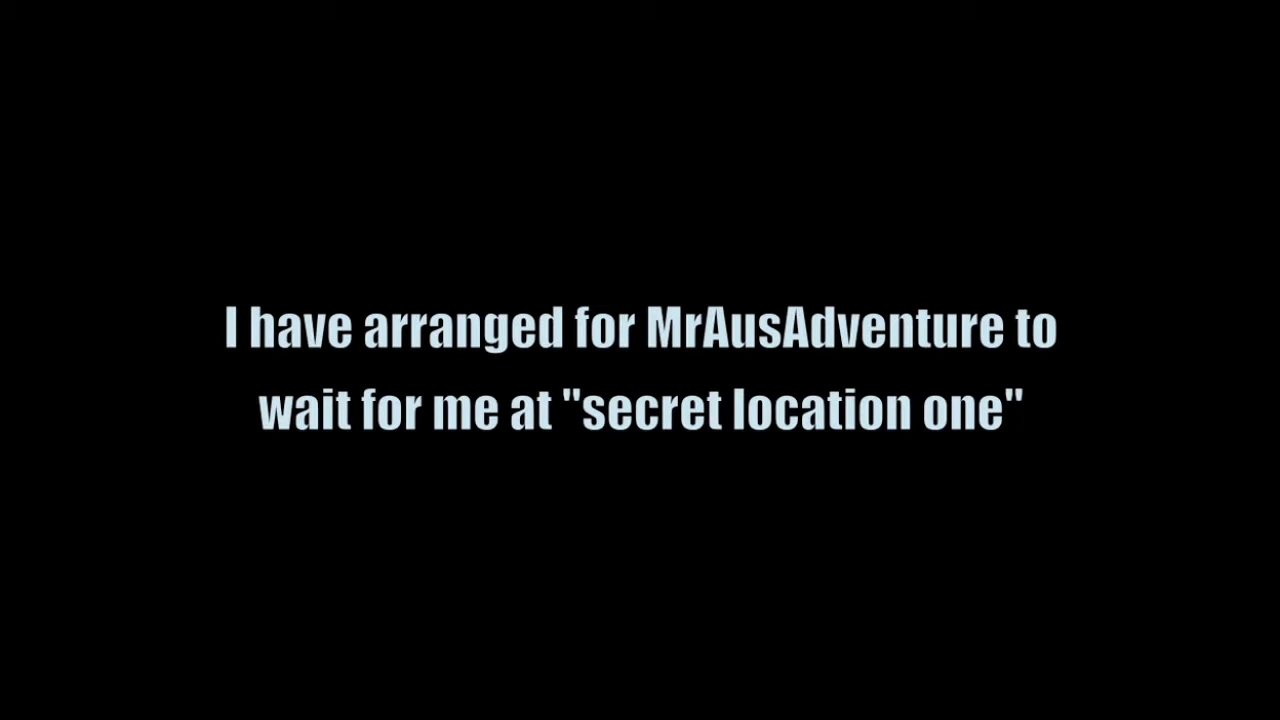 I have arranged for MrAusAdventure to
wait for me at "secret location one"